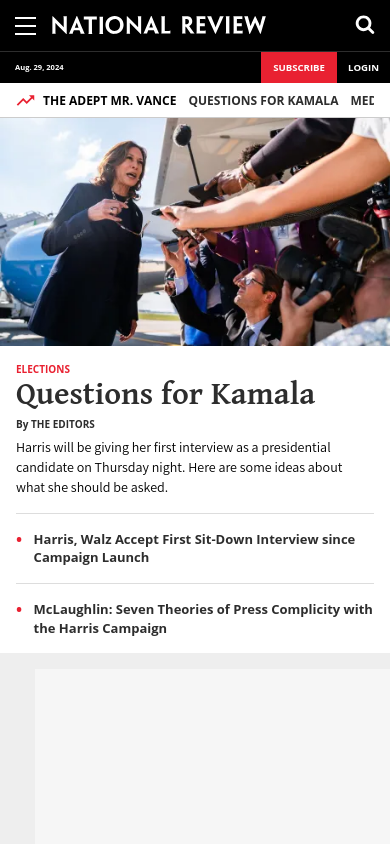 NATIONAL REVIEW
Aug. 29, 2024
SUBSCRIBE
LOGIN
THE ADEPT MR. VANCE QUESTIONS FOR KAMALA
ELECTIONS
Questions for Kamala
By THE EDITORS
Harris will be giving her first interview as a presidential
candidate on Thursday night. Here are some ideas about
what she should be asked.
• Harris, Walz Accept First Sit-Down Interview since
Campaign Launch
• McLaughlin: Seven Theories of Press Complicity with
the Harris Campaign